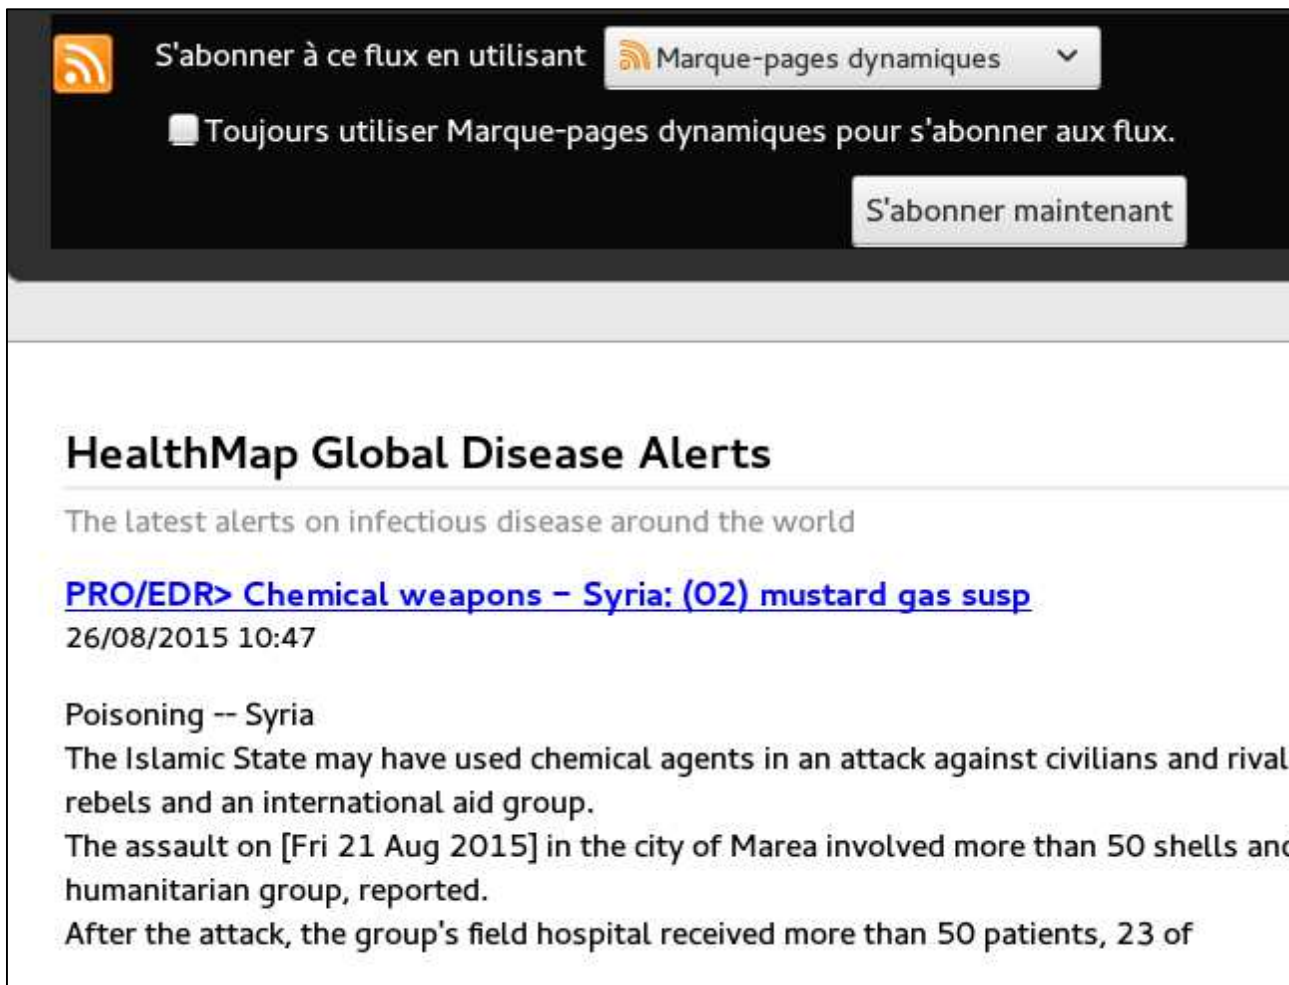 S'abonner à ce flux en utilisant Marque-pages dynamiques
Toujours utiliser Marque-pages dynamiques pour s'abonner aux flux.
S'abonner maintenant
HealthMap Global Disease Alerts
The latest alerts on infectious disease around the world
PRO/EDR> Chemical weapons - Syria: (02) mustard gas susp
26/08/2015 10:47
Poisoning -- Syria
The Islamic State may have used chemical agents in an attack against civilians and rival
rebels and an international aid group.
The assault on [Fri 21 Aug 2015] in the city of Marea involved more than 50 shells and
humanitarian group, reported.
After the attack, the group's field hospital received more than 50 patients, 23 of